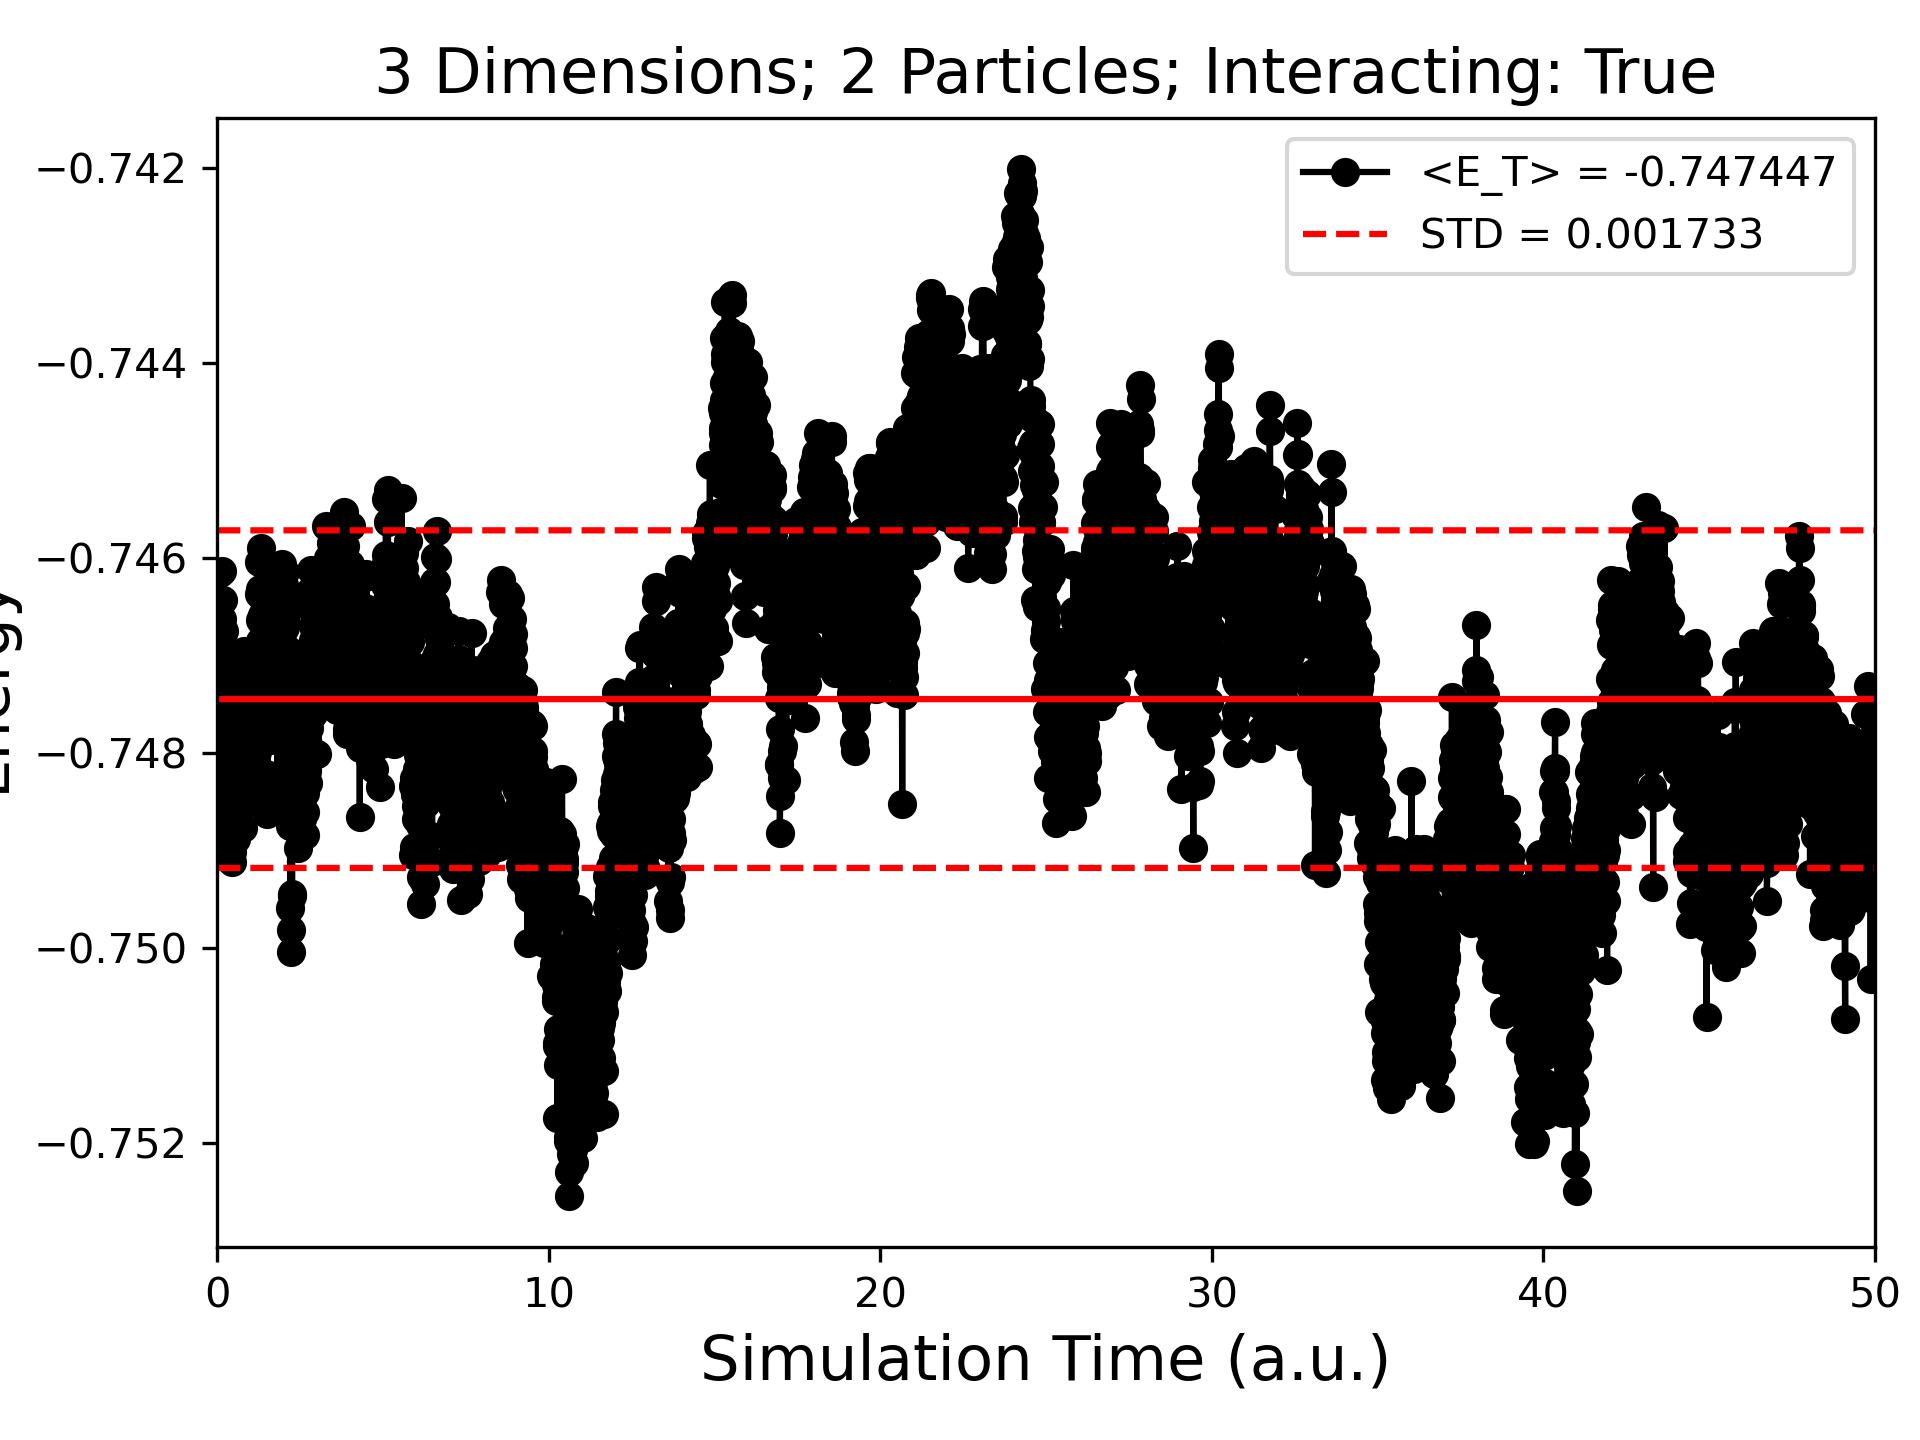 3 Dimensions; 2 Particles; Interacting: True
<E_T> = -0.747447
STD = 0.001733
−0.742
−0.744
−0.746
−0.748
−0.750
−0.752
Energy
0 10 20 30 40 50
Simulation Time (a.u.)